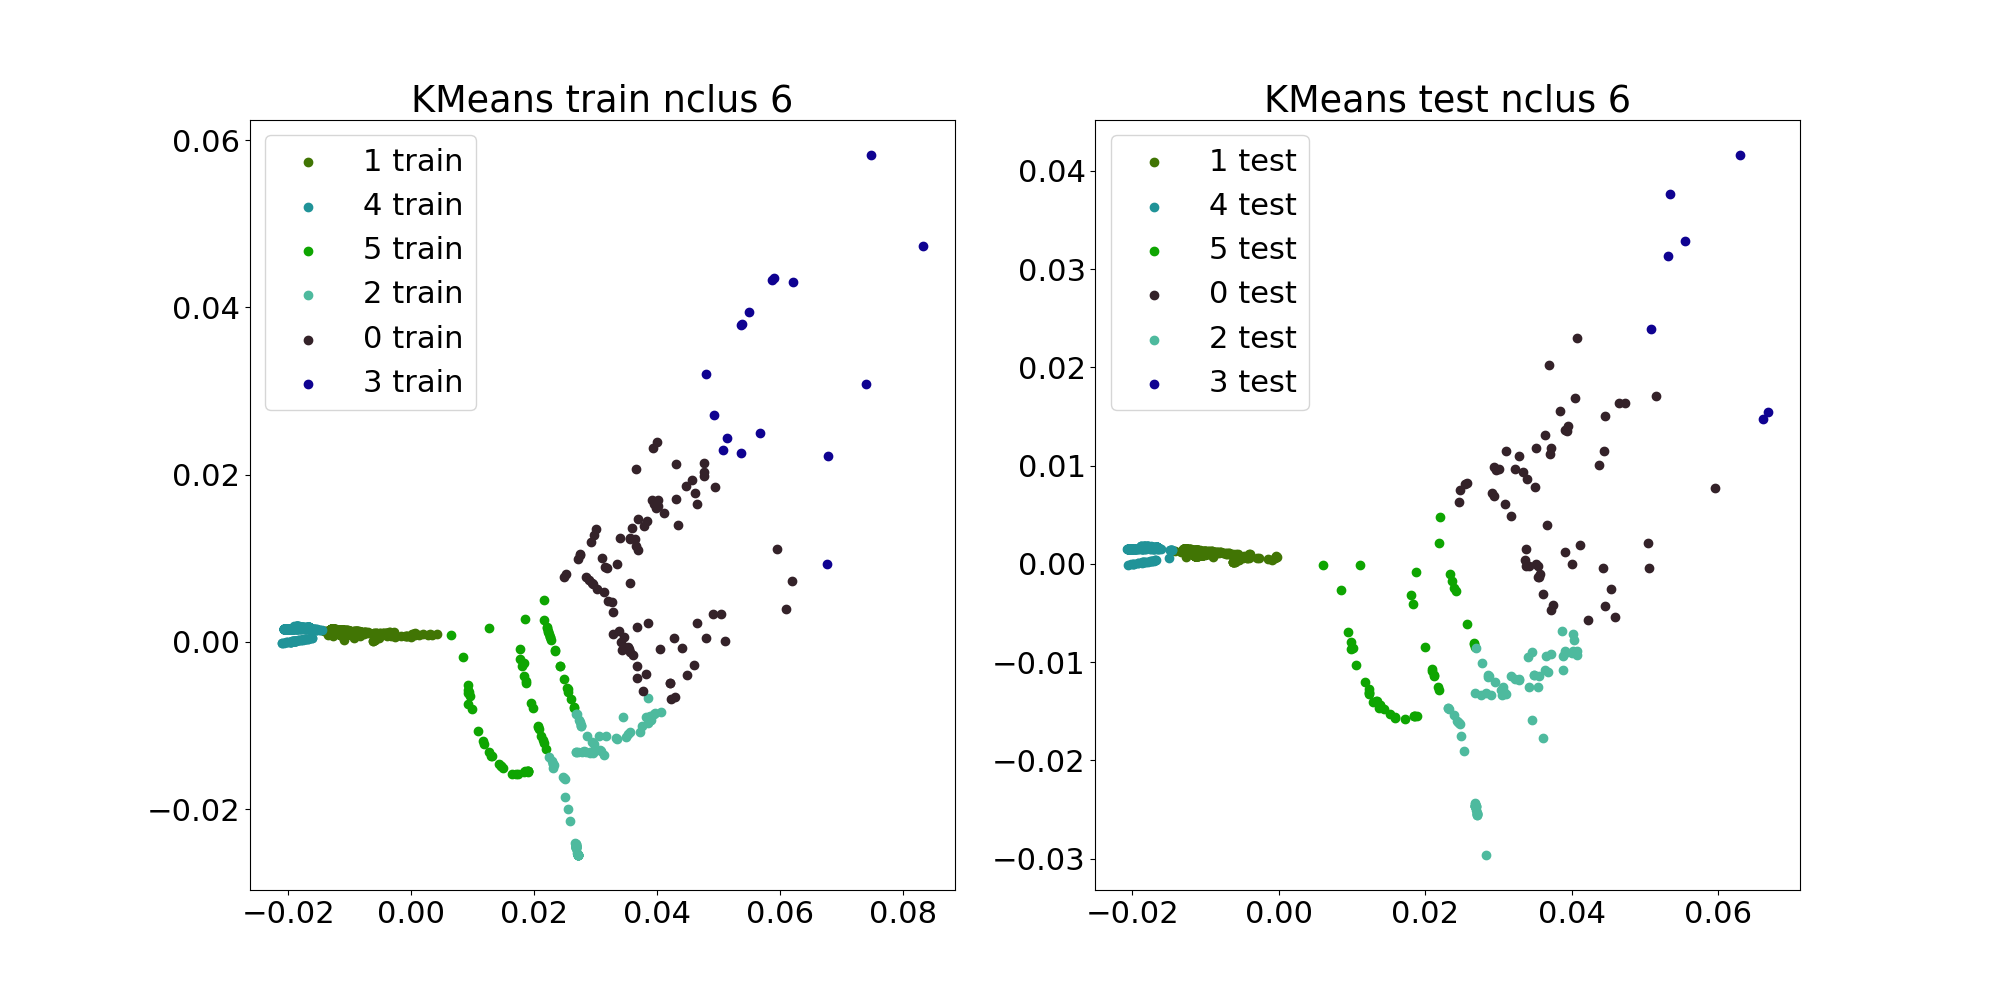 KMeans train nclus 6
0.06
0.04
0.02
0.00
−0.02
1 train
4 train
5 train
2 train
0 train
3 train
−0.02 0.00 0.02 0.04 0.06 0.08
KMeans test nclus 6
0.04
0.03
0.02
0.01
0.00
−0.01
−0.02
−0.03
1 test
4 test
5 test
0 test
2 test
3 test
−0.02 0.00 0.02 0.04 0.06